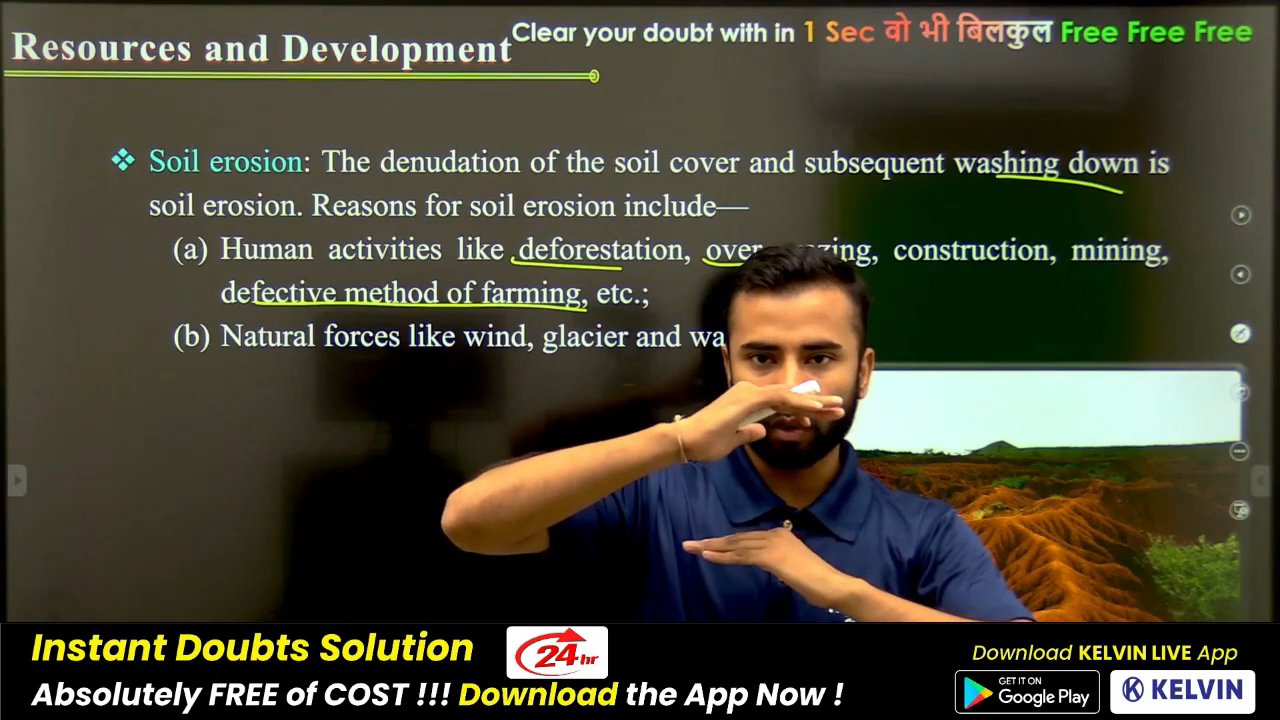 Resources and Development
Clear your doubt with in 1 Sec वो भी बिलकुल Free Free Free
❖ Soil erosion: The denudation of the soil cover and subsequent washing down is
soil erosion. Reasons for soil erosion include—
(a) Human activities like deforestation, over zing, construction, mining,
defective method of farming, etc.;
(b) Natural forces like wind, glacier and wa
Instant Doubts Solution
24hr
Absolutely FREE of COST !!! Download the App Now !
Download KELVIN LIVE App
GET IT ON
Google Play
KELVIN